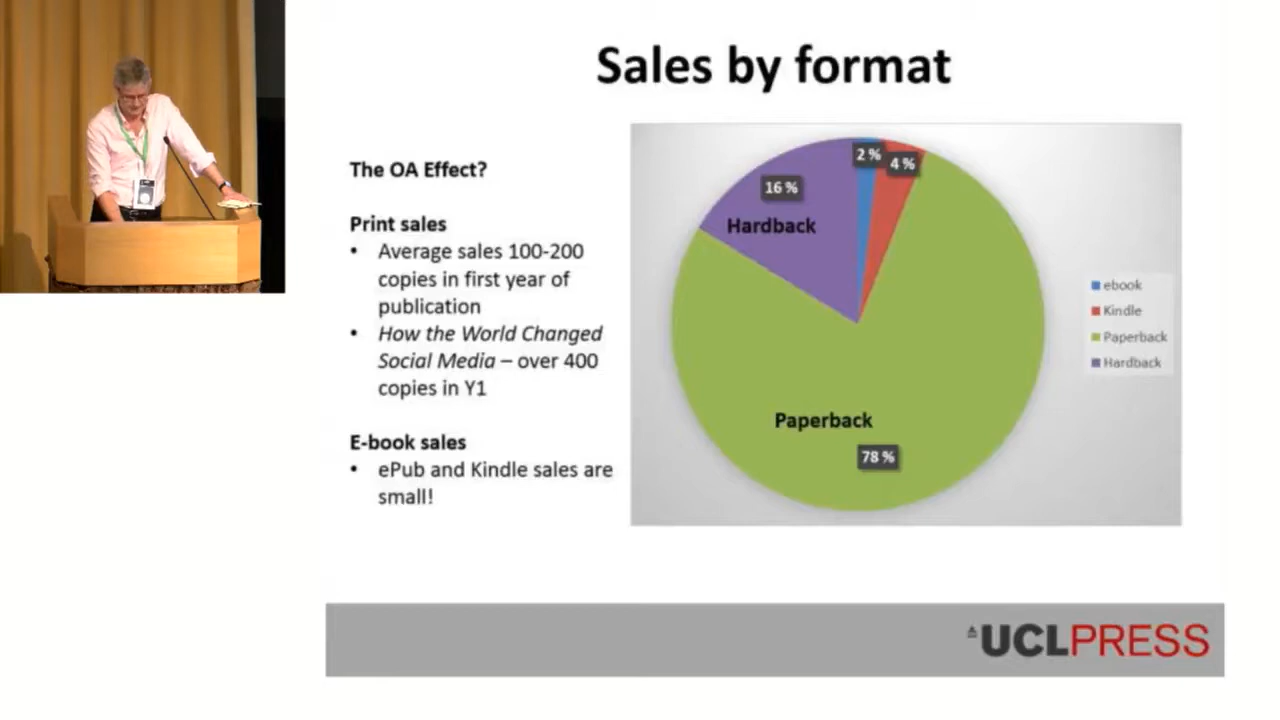 Sales by format
The OA Effect?
Print sales
• Average sales 100-200
copies in first year of
publication
• How the World Changed
Social Media – over 400
copies in Y1
E-book sales
• ePub and Kindle sales are
small!
2 %
4 %
16 %
Hardback
Paperback
78 %
ebook
Kindle
Paperback
Hardback
UCLPRESS